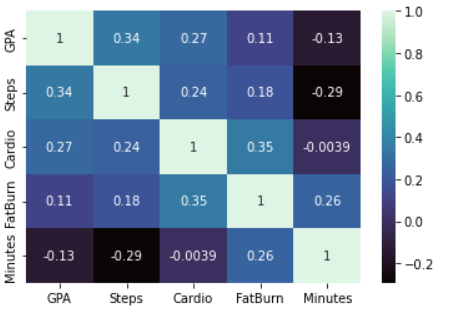 GPA 1 0.34 0.27 0.11 -0.13
Steps 0.34 1 0.24 0.18 -0.29
Cardio 0.27 0.24 1 0.35 -0.0039
FatBurn 0.11 0.18 0.35 1 0.26
Minutes -0.13 -0.29 -0.0039 0.26 1
GPA Steps Cardio FatBurn Minutes
1.0
0.8
0.6
0.4
0.2
0.0
-0.2